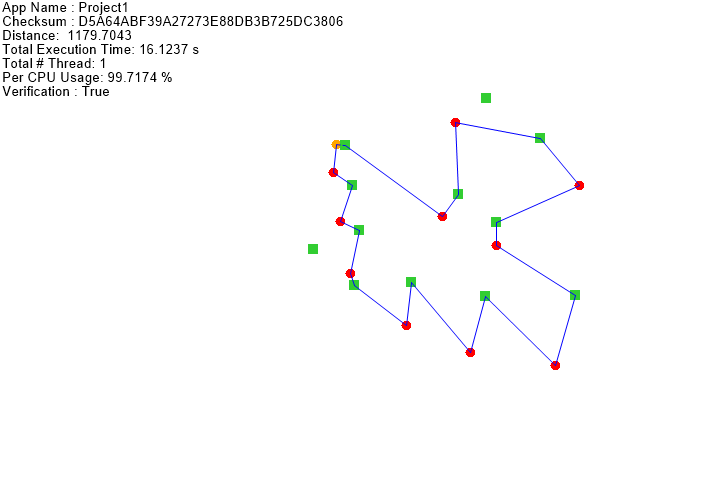 App Name : Project1
Checksum : D5A64ABF39A27273E88DB3B725DC3806
Distance:  1179.7043
Total Execution Time: 16.1237 s
Total # Thread: 1
Per CPU Usage: 99.7174 %
Verification : True